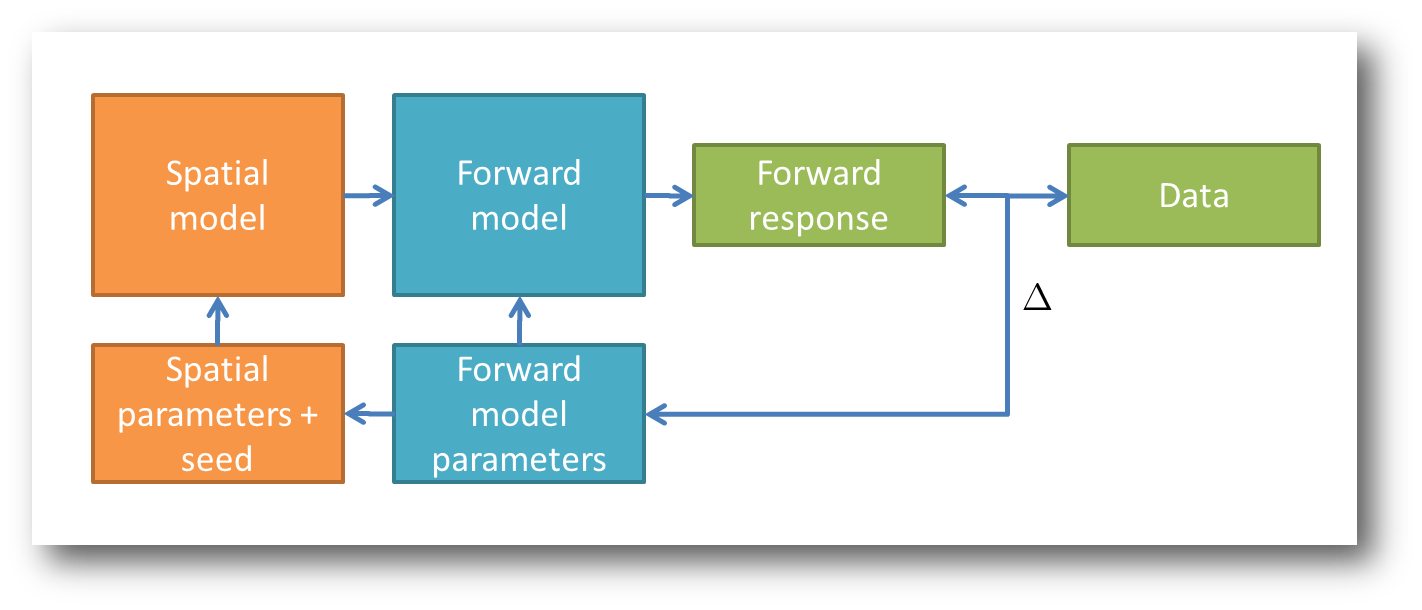 Spatial
model
Forward
model
Forward
response
Data
Δ
Spatial
parameters +
seed
Forward
model
parameters